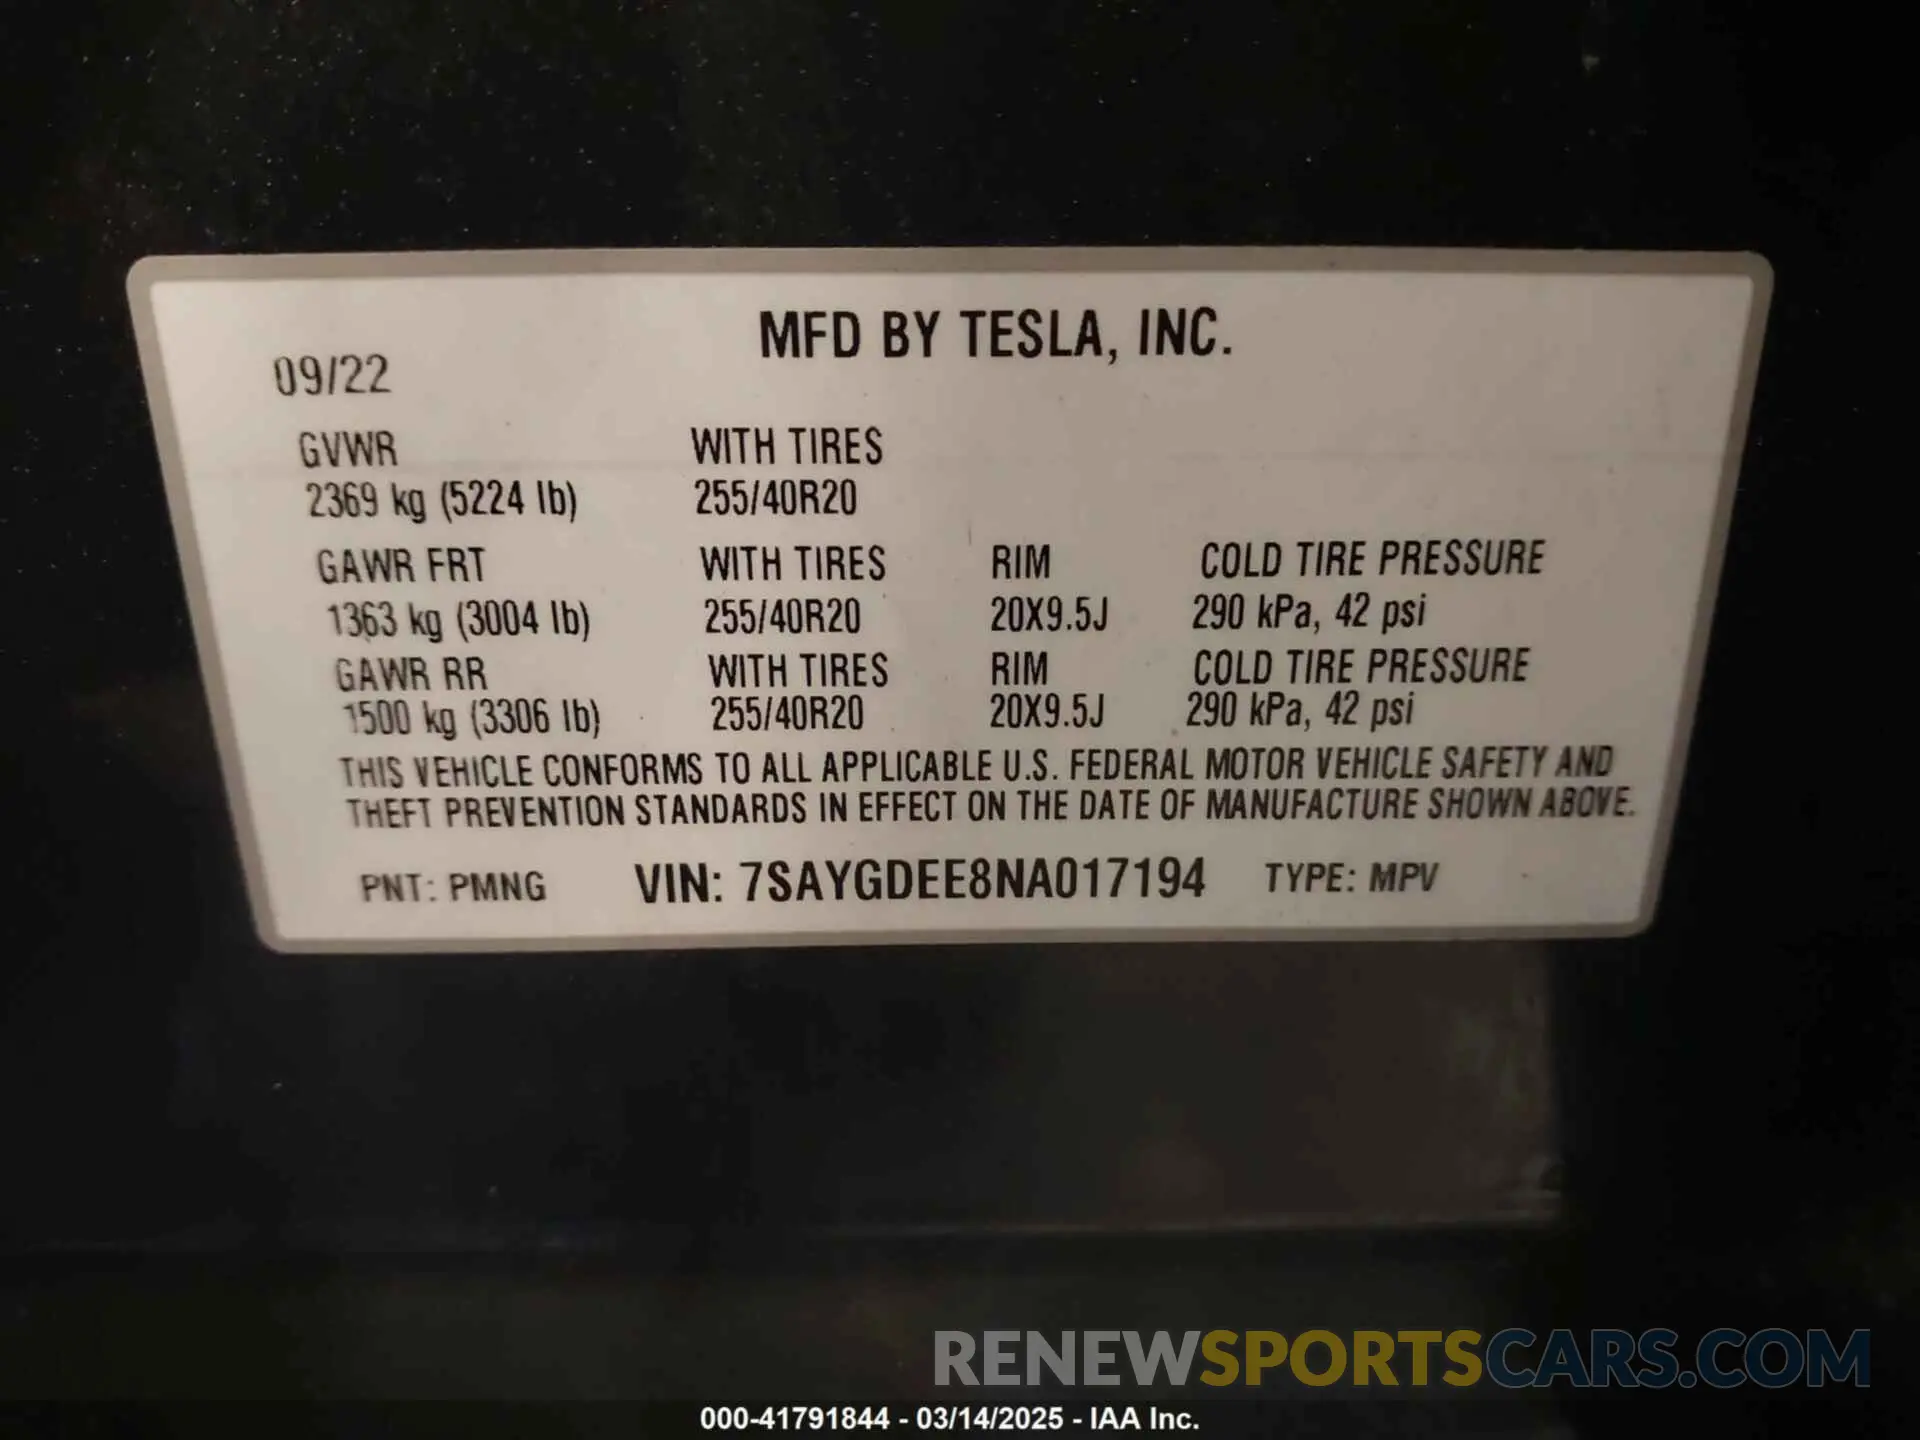 MFD BY TESLA, INC.
09/22
GVWR WITH TIRES
2369 kg (5224 lb) 255/40R20
GAWR FRT WITH TIRES RIM COLD TIRE PRESSURE
1363 kg (3004 lb) 255/40R20 20X9.5J 290 kPa, 42 psi
GAWR RR WITH TIRES RIM COLD TIRE PRESSURE
1500 kg (3306 lb) 255/40R20 20X9.5J 290 kPa, 42 psi
THIS VEHICLE CONFORMS TO ALL APPLICABLE U.S. FEDERAL MOTOR VEHICLE SAFETY AND
THEFT PREVENTION STANDARDS IN EFFECT ON THE DATE OF MANUFACTURE SHOWN ABOVE.
PNT: PMNG VIN: 7SAYGDEE8NA017194 TYPE: MPV
RENEWSPORTSCARS.COM
000-41791844 - 03/14/2025 - IAA Inc.